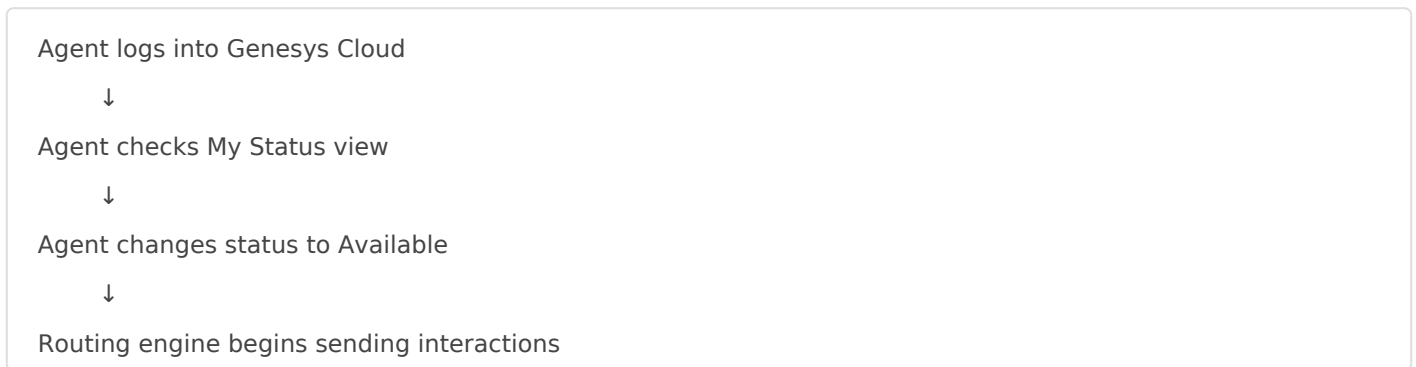 Agent logs into Genesys Cloud
↓
Agent checks My Status view
↓
Agent changes status to Available
↓
Routing engine begins sending interactions